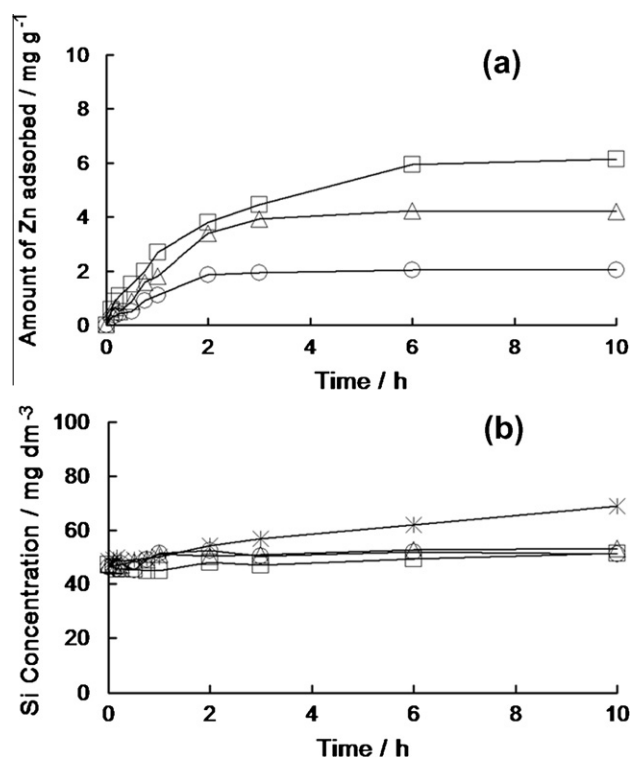 Amount of Zn adsorbed / mg g-1
10
8
6
4
2
0
(a)
0 2 4 6 8 10
Time / h
Si Concentration / mg dm-3
100
80
60
40
20
0
(b)
0 2 4 6 8 10
Time / h